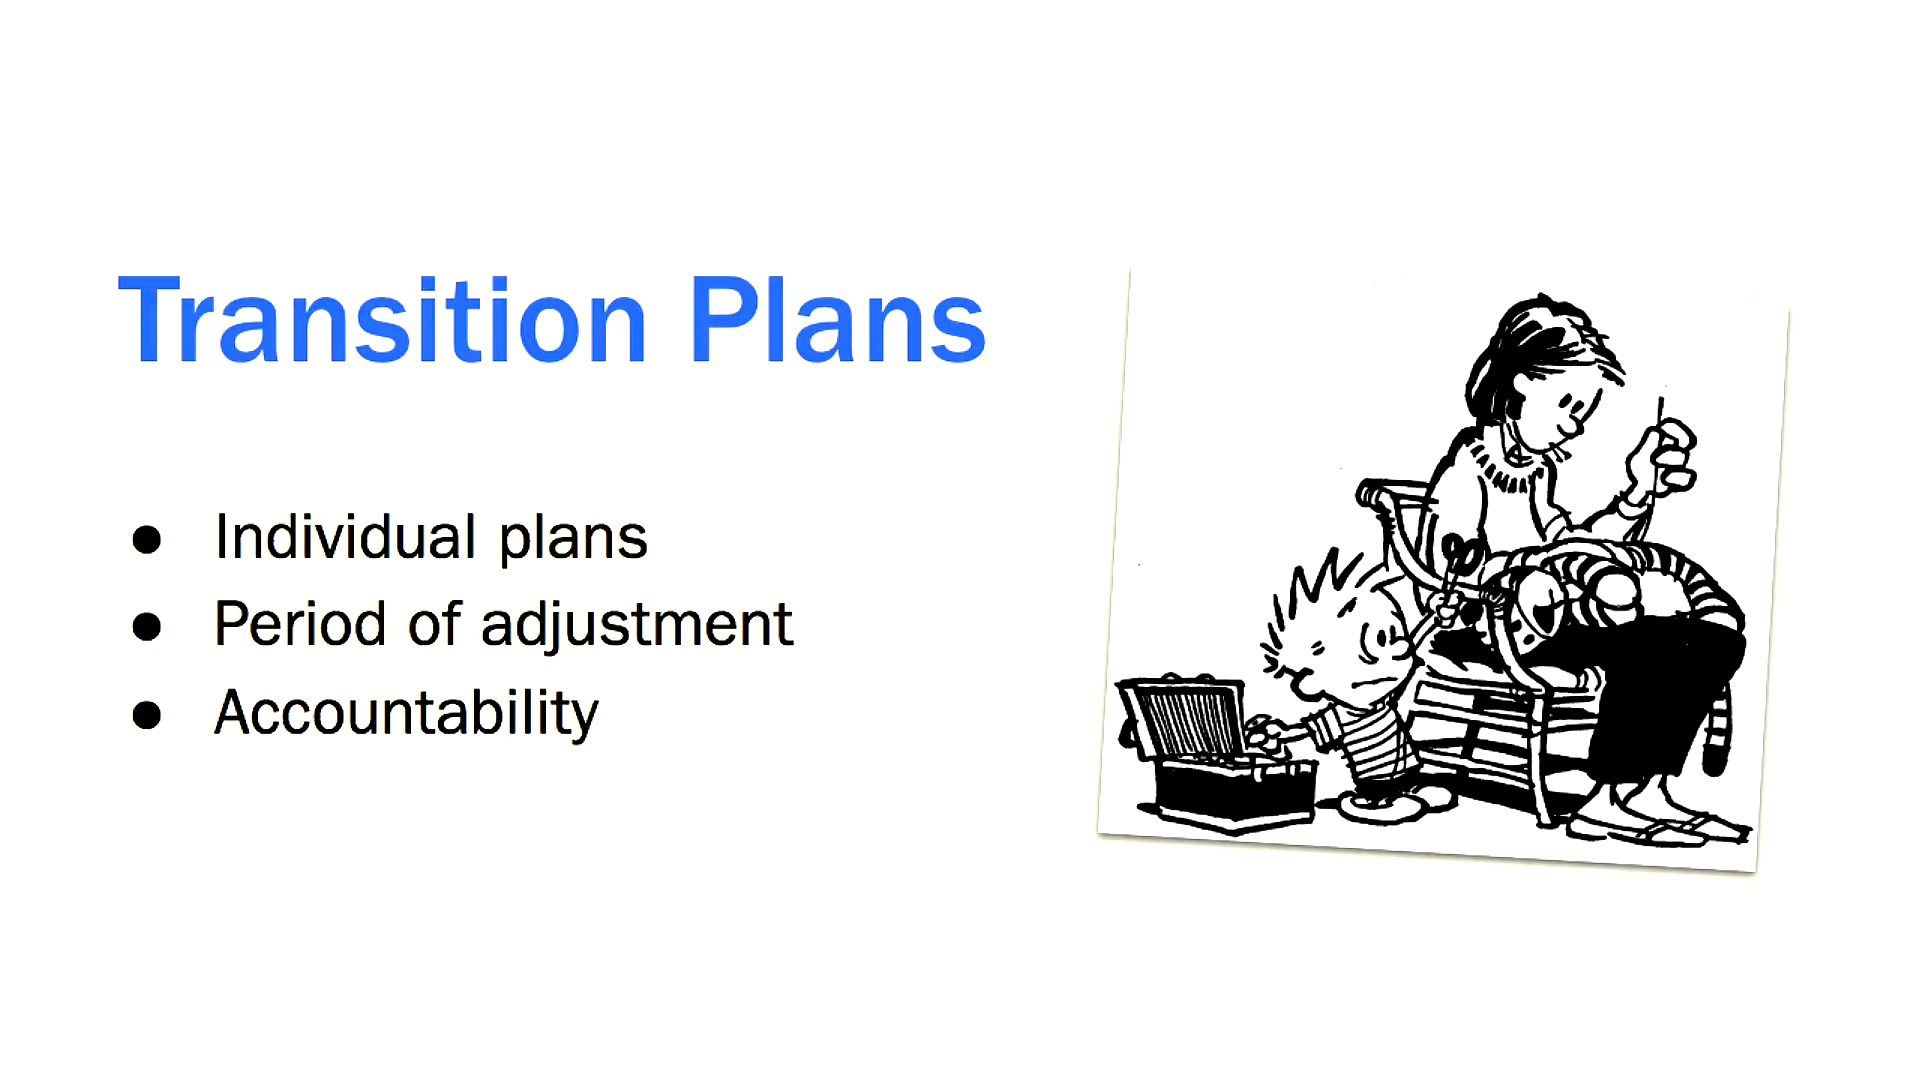 Transition Plans
● Individual plans
● Period of adjustment
● Accountability